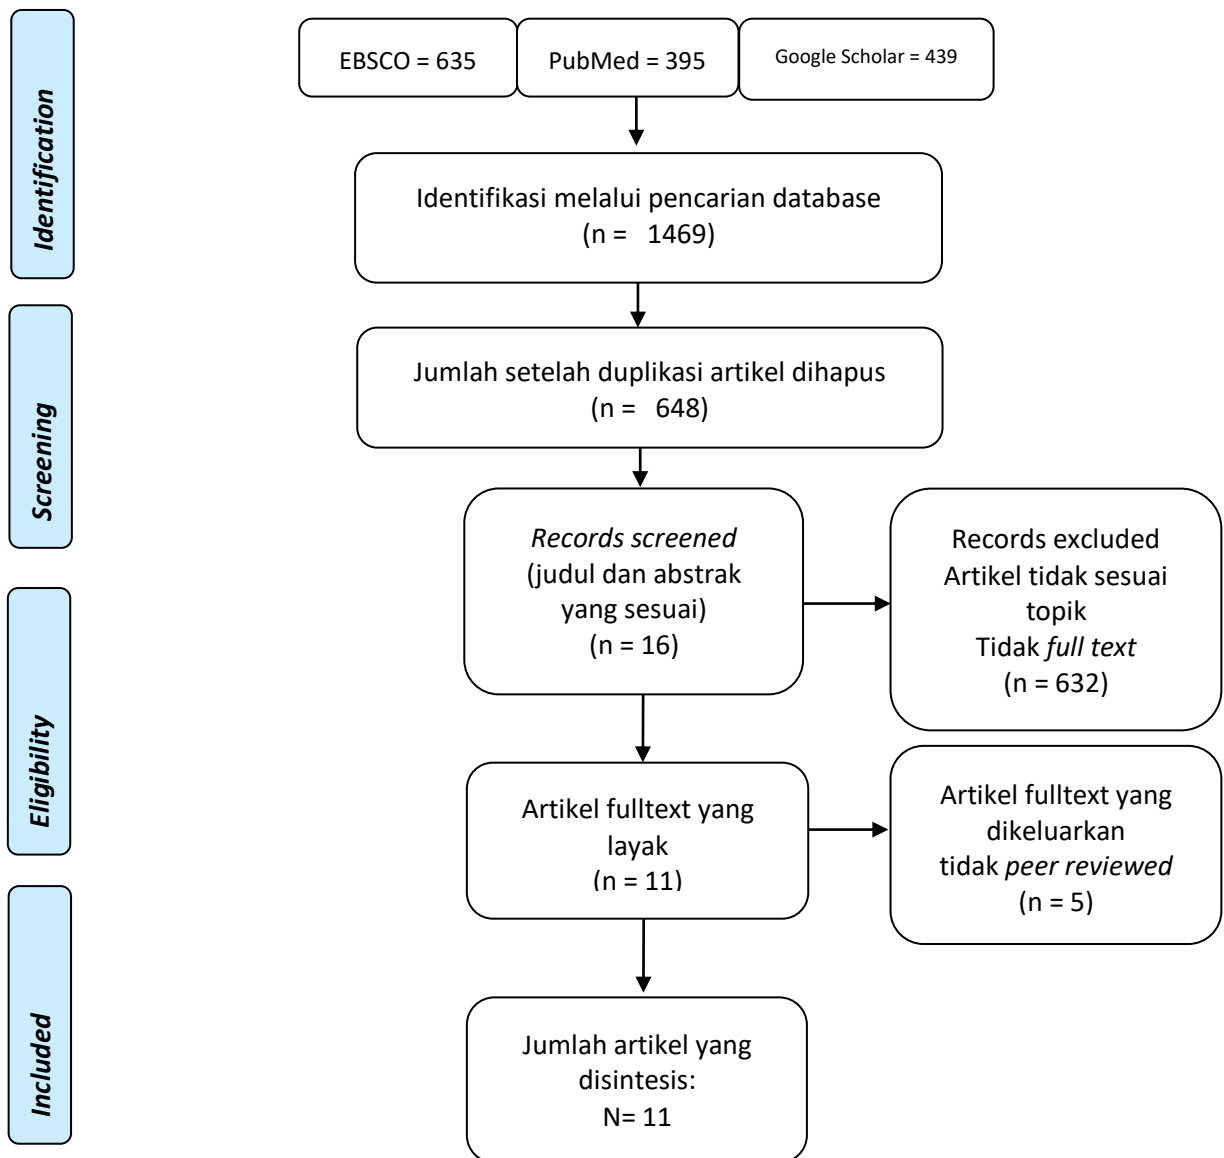 Identification
EBSCO = 635
PubMed = 395
Google Scholar = 439
Identifikasi melalui pencarian database
(n = 1469)
Screening
Jumlah setelah duplikasi artikel dihapus
(n = 648)
Records screened
(judul dan abstrak
yang sesuai)
(n = 16)
Records excluded
Artikel tidak sesuai
topik
Tidak full text
(n = 632)
Eligibility
Artikel fulltext yang
layak
(n = 11)
Artikel fulltext yang
dikeluarkan
tidak peer reviewed
(n = 5)
Included
Jumlah artikel yang
disintesis:
N= 11